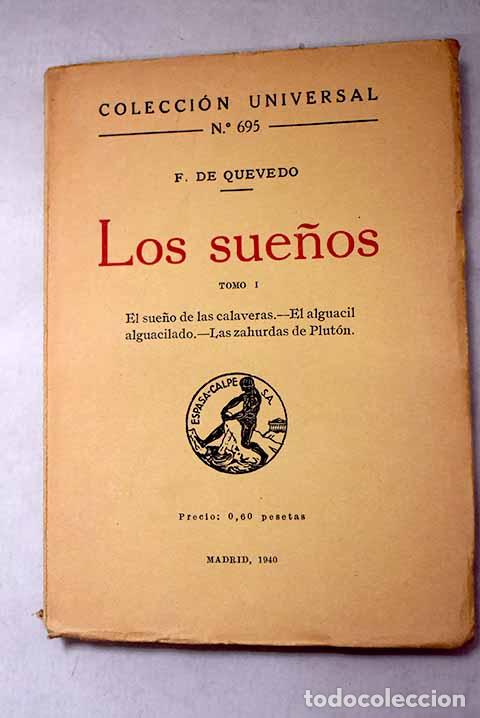 COLECCIÓN UNIVERSAL
N.º 695
F. DE QUEVEDO
Los sueños
TOMO I
El sueño de las calaveras.—El alguacil
alguacilado.—Las zahurdas de Plutón.
ESPASA-CALPE S.A.
Precio: 0,60 pesetas
MADRID, 1940
todocoleccion